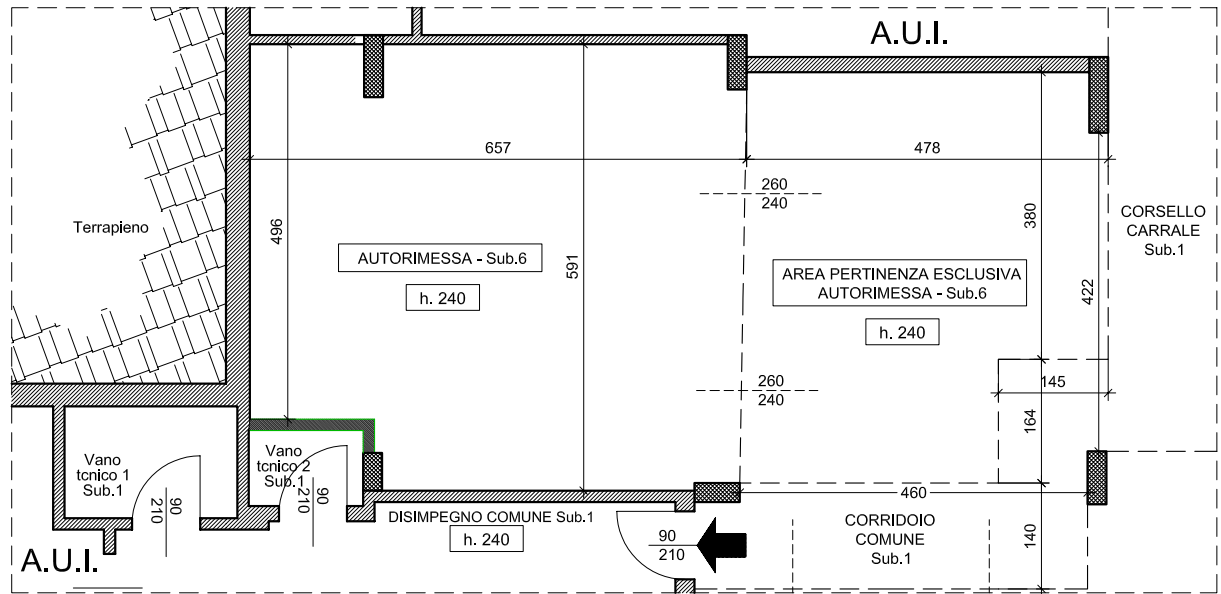 A.U.I.
657
478
260
240
380
Terrapieno
496
CORSELLO
CARRALE
Sub.1
AUTORIMESSA - Sub.6
591
h. 240
AREA PERTINENZA ESCLUSIVA
AUTORIMESSA - Sub.6
422
h. 240
260
240
145
164
Vano
tcnico 1
Sub.1
Vano
tcnico 2
Sub.1
90
210
90
210
460
DISIMPEGNO COMUNE Sub.1
h. 240
CORRIDOIO
COMUNE
Sub.1
90
210
140
A.U.I.